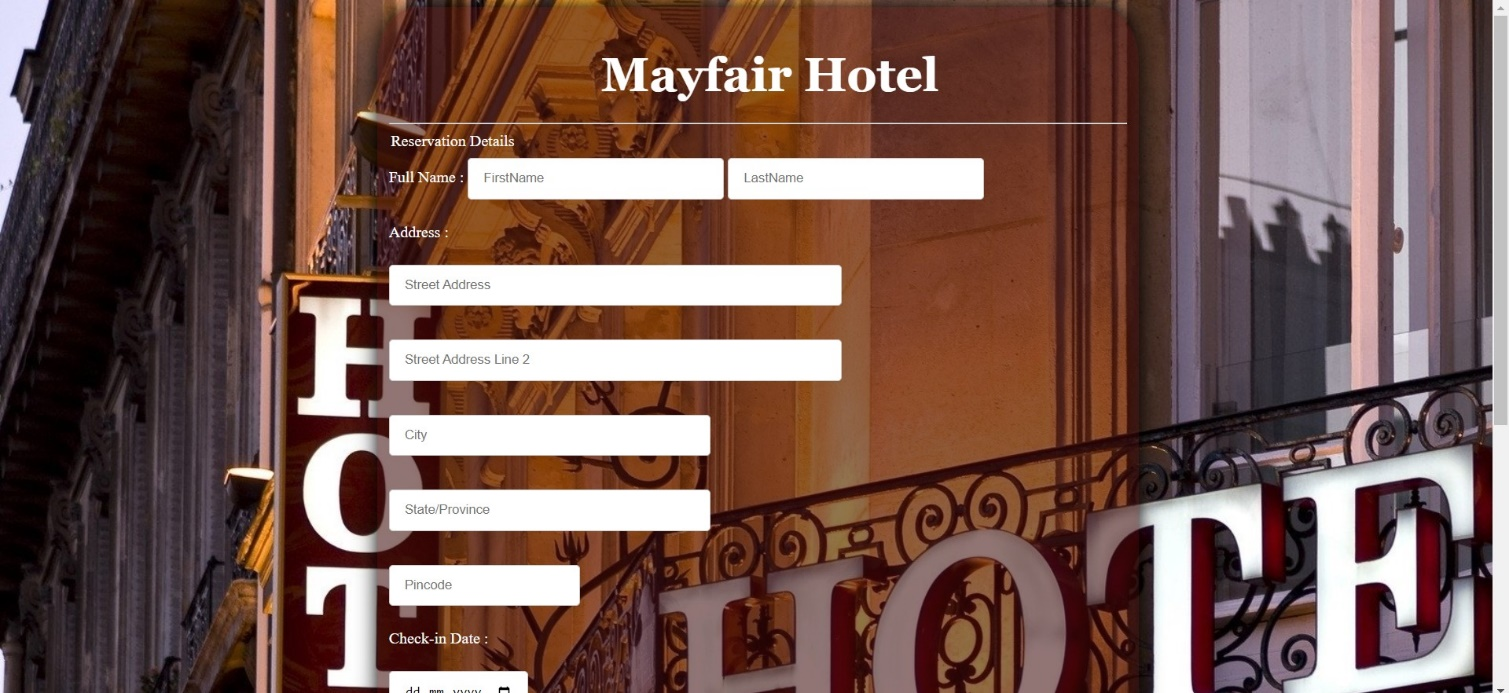 Mayfair Hotel
Reservation Details
Full Name : FirstName LastName
Address :
Street Address
Street Address Line 2
City
State/Province
Pincode
Check-in Date :
dd-mm-yyyy
HOT
HOTE